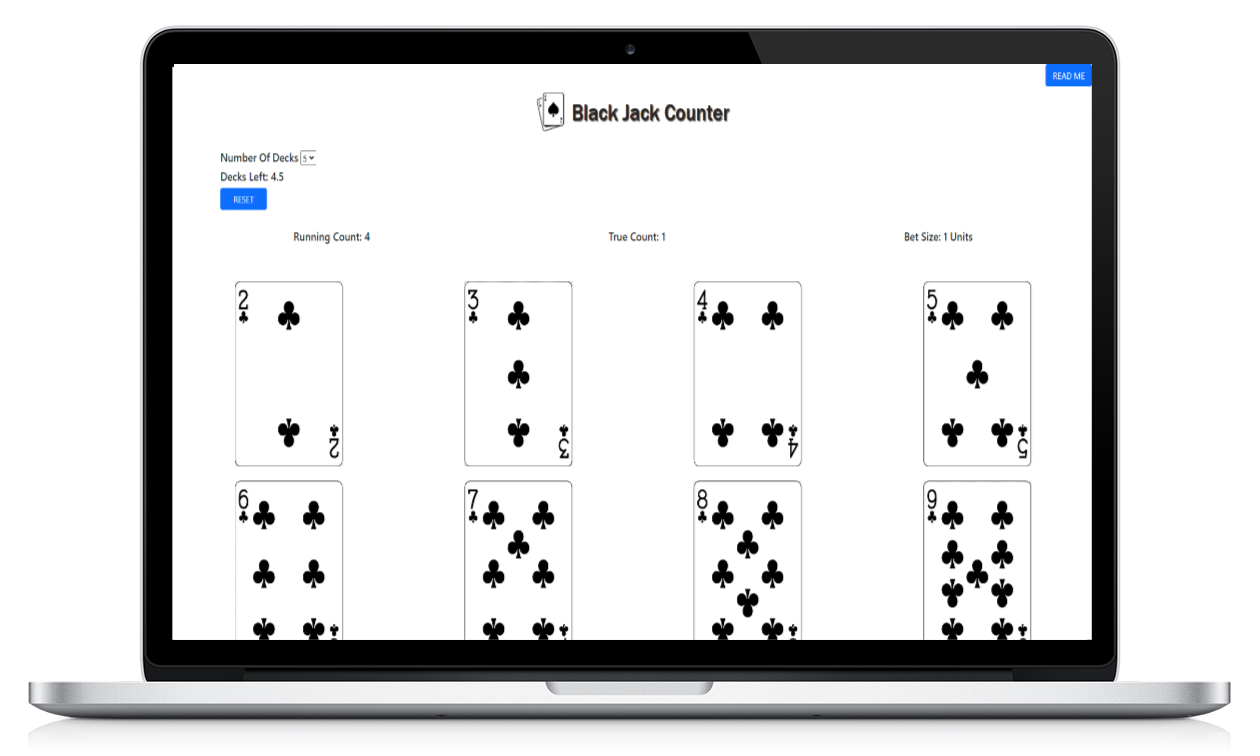 READ ME
Black Jack Counter
Number Of Decks 5
Decks Left: 4.5
RESET
Running Count: 4 True Count: 1 Bet Size: 1 Units
2 3 4 5
2 3 4 5
6 7 8 9